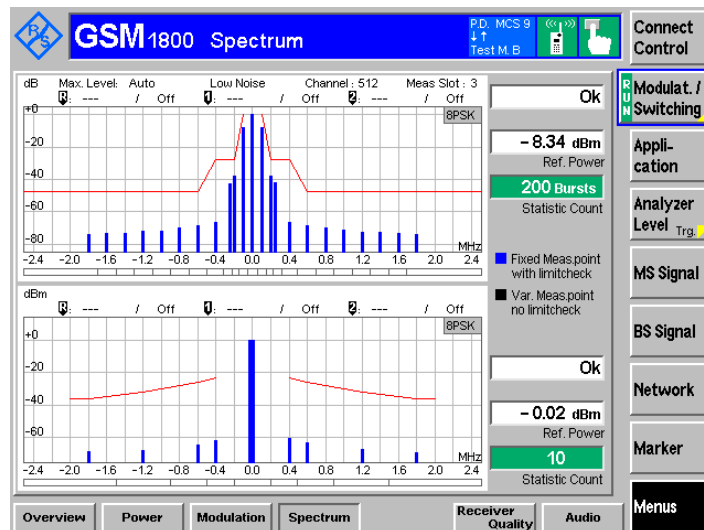 R&S
GSM 1800 Spectrum
P.D. MCS 9
↓↑
Test M. B
Connect Control
dB Max. Level: Auto Low Noise Channel : 512 Meas Slot : 3
R: --- / Off 1: --- / Off 2: --- / Off
8PSK
+0
-20
-40
-60
-80
MHz
-2.4 -2.0 -1.6 -1.2 -0.8 -0.4 0.0 0.4 0.8 1.2 1.6 2.0 2.4
Ok
- 8.34 dBm
Ref. Power
200 Bursts
Statistic Count
Fixed Meas.point
with limitcheck
Var. Meas.point
no limitcheck
dBm
R: --- / Off 1: --- / Off 2: --- / Off
8PSK
+0
-20
-40
-60
MHz
-2.4 -2.0 -1.6 -1.2 -0.8 -0.4 0.0 0.4 0.8 1.2 1.6 2.0 2.4
Ok
- 0.02 dBm
Ref. Power
10
Statistic Count
RUN
Modulat. /
Switching
Appli-
cation
Analyzer
Level Trg.
MS Signal
BS Signal
Network
Marker
Menus
Overview Power Modulation Spectrum Receiver Quality Audio